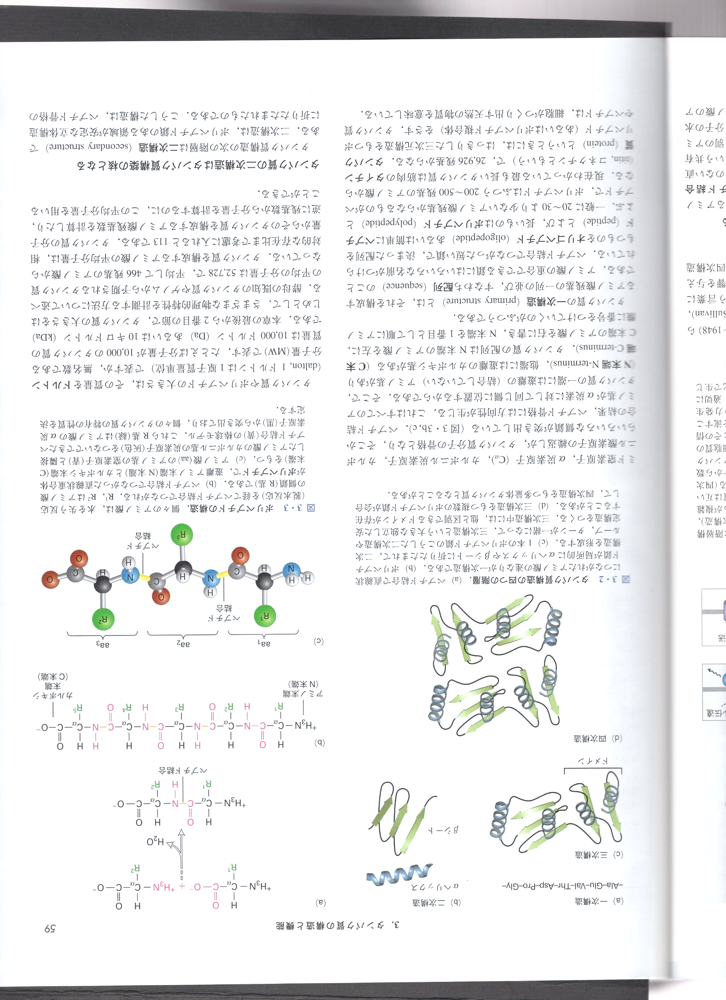 3. タンパク質の構造と機能
59
(a) 一次構造
–Ala–Glu–Val–Thr–Asp–Pro–Gly–
(b) 二次構造
αヘリックス
βシート
(c) 三次構造
ドメイン
(d) 四次構造
図 3・2 タンパク質構造の四つの階層. (a) ペプチド結合で直線状
につながれたアミノ酸の連なりが一次構造である. (b) ポリペプチ
ド鎖が局所的にαヘリックスやβシートに折りたたまれて, 二次
構造を形成する. (c) 1本のポリペプチド鎖のこうした二次構造や
ループ, ターンが一緒になって, 三次構造という大きな独立した安
定構造をつくる. 三次構造中には, 他と区別できるドメインが存在
することがある. (d) 三次構造をもつ複数のポリペプチド鎖が会合
して, 四次構造をもつ多量体タンパク質となることがある.
ミド窒素原子, α炭素原子 (Cα), カルボニル炭素原子, カルボ
ニル酸素原子の繰返しが, タンパク質分子の骨格となり, そこか
らいろいろな側鎖が突き出している (図3・3b,c). ペプチド結
合の結果, ペプチド骨格には方向性が生じる. これはすべてのア
ミノ基がα炭素に対して同じ側に位置するからである. そこで,
タンパク質の一端には遊離の (結合していない) アミノ基があり
(N末端 N-terminus), 他端には遊離のカルボキシ基がある (C末
端 C-terminus). タンパク質の配列はN末端のアミノ酸を左に,
C末端のアミノ酸を右に書き, N末端を1番目として順にアミノ
酸に番号をつけていくのがふつうである.
タンパク質の一次構造 (primary structure) とは, それを構成す
るアミノ酸残基の一列の並び, すなわち配列 (sequence) のこと
である. アミノ酸の重合でできる鎖にはいろいろな名前がつけら
れている. ペプチド結合でつながった短い鎖で, 決まった配列を
もつものをオリゴペプチド (oligopeptide) あるいは簡単にペプチ
ド (peptide) とよび, 長いものはポリペプチド (polypeptide) と
よぶ. 一般に20〜30より少ないアミノ酸残基からなるものがペ
プチドで, ポリペプチドはふつう200〜500残基のアミノ酸から
なる. 現在わかっている最も長いタンパク質は筋肉のタイチン
(titin, コネクチンともいう) で, 26,926残基からなる. タンパク
質 (protein) というときには, はっきりした三次元構造をもつポ
リペプチド (あるいはポリペプチド複合体) をさす. タンパク質
やペプチドは, 細胞がつくり出す天然の物質を意味している.
(a)
H O H O
+H3N–Cα–C–O− + +H3N–Cα–C–O−
R1 R2
H2O
H O H O
+H3N–Cα–C–N–Cα–C–O−
R1 H R2
ペプチド結合
(b)
H O H H H O H H H O
+H3N–Cα–C–N–Cα–C–N–Cα–C–N–Cα–C–N–Cα–C–O−
R1 H R2 O R3 H R4 O R5
アミノ末端
(N末端)
カルボキシ
末端
(C末端)
(c)
aa1 aa2 aa3
R1 R2
ペプチド
結合
H H N H C O H N H C O N H H C O O
R3
ペプチド
結合
図 3・3 ポリペプチドの構造. 個々のアミノ酸は, 水を失う反応
(脱水反応)を経てペプチド結合でつながれる. R1, R2はアミノ酸
の側鎖(R基)である. (b) ペプチド結合でつながった直線状重合体
がポリペプチドで, 遊離アミノ末端(N末端)とカルボキシ末端(C
末端)をもつ. (c) アミノ酸(aa)のアミノ基の窒素原子(青)と隣接
したアミノ酸のカルボニル基の炭素原子(灰色)をつないでできたペ
プチド結合(黄)の棒球モデル. これらR基(緑)はアミノ酸のα炭
素原子(黒)から突き出ており, 個々のタンパク質の特有の性質を決
定する.
タンパク質やポリペプチドの大きさは, その質量をドルトン
(dalton, 1ドルトンは1原子質量単位) で表すか, 無名数である
分子量(MW)で表す. たとえば分子量が10,000のタンパク質の
質量は10,000ドルトン (Da) あるいは10キロドルトン (kDa)
である. 本章の最後から2番目の節で, タンパク質の大きさをは
じめとして, さまざまな物理的特性を計測する方法について述べ
る. 酵母の既知のタンパク質やゲノムから予期されるタンパク質
の平均の分子量は52,728で, 平均して466残基のアミノ酸から
なっている. タンパク質を構成するアミノ酸の平均分子量は, 相
対的な存在比まで考慮に入れると113である. タンパク質の分子
量からそのタンパク質を構成するアミノ酸残基数を計算したり,
逆に残基数から分子量を計算するのに, この平均分子量を用いる
ことができる.
タンパク質の二次構造はタンパク質構築の核となる
タンパク質構造の次の階層は二次構造 (secondary structure) で
ある. 二次構造は, ポリペプチド鎖のある領域が安定な立体構造
に折りたたまれたものである. こうした構造は, ペプチド骨格の